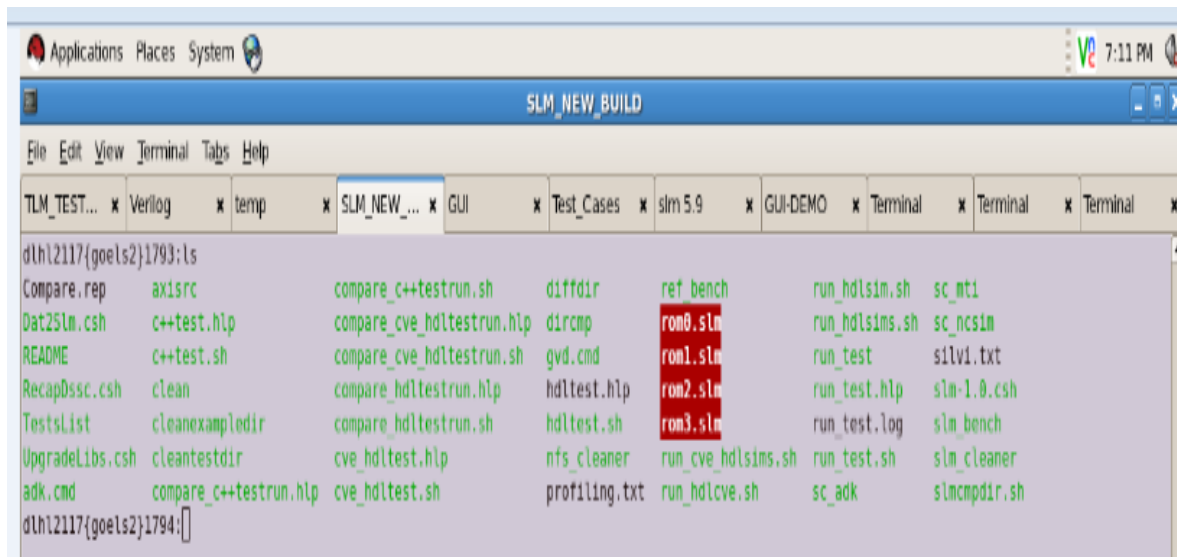 Applications Places System 7:11 PM
SLM_NEW_BUILD
File Edit View Terminal Tabs Help
TLM_TEST... x Verilog x temp x SLM_NEW_... x GUI x Test_Cases x slm 5.9 x GUI-DEMO x Terminal x Terminal x Terminal x
dlhl2117{goels2}1793:ls
Compare.rep axisrc compare_c++testrun.sh diffdir ref_bench run_hdlsim.sh sc_mti
Dat2Slm.csh c++test.hlp compare_cve_hdltestrun.hlp dircmp rom0.slm run_hdlsims.sh sc_ncsim
README c++test.sh compare_cve_hdltestrun.sh gvd.cmd rom1.slm run_test silvi.txt
RecapDssc.csh clean compare_hdltestrun.hlp hdltest.hlp rom2.slm run_test.hlp slm-1.0.csh
TestsList cleanexampledir compare_hdltestrun.sh hdltest.sh rom3.slm run_test.log slm_bench
UpgradeLibs.csh cleantestdir cve_hdltest.hlp nfs_cleaner run_cve_hdlsims.sh run_test.sh slm_cleaner
adk.cmd compare_c++testrun.hlp cve_hdltest.sh profiling.txt run_hdlcve.sh sc_adk slmcmpdir.sh
dlhl2117{goels2}1794: